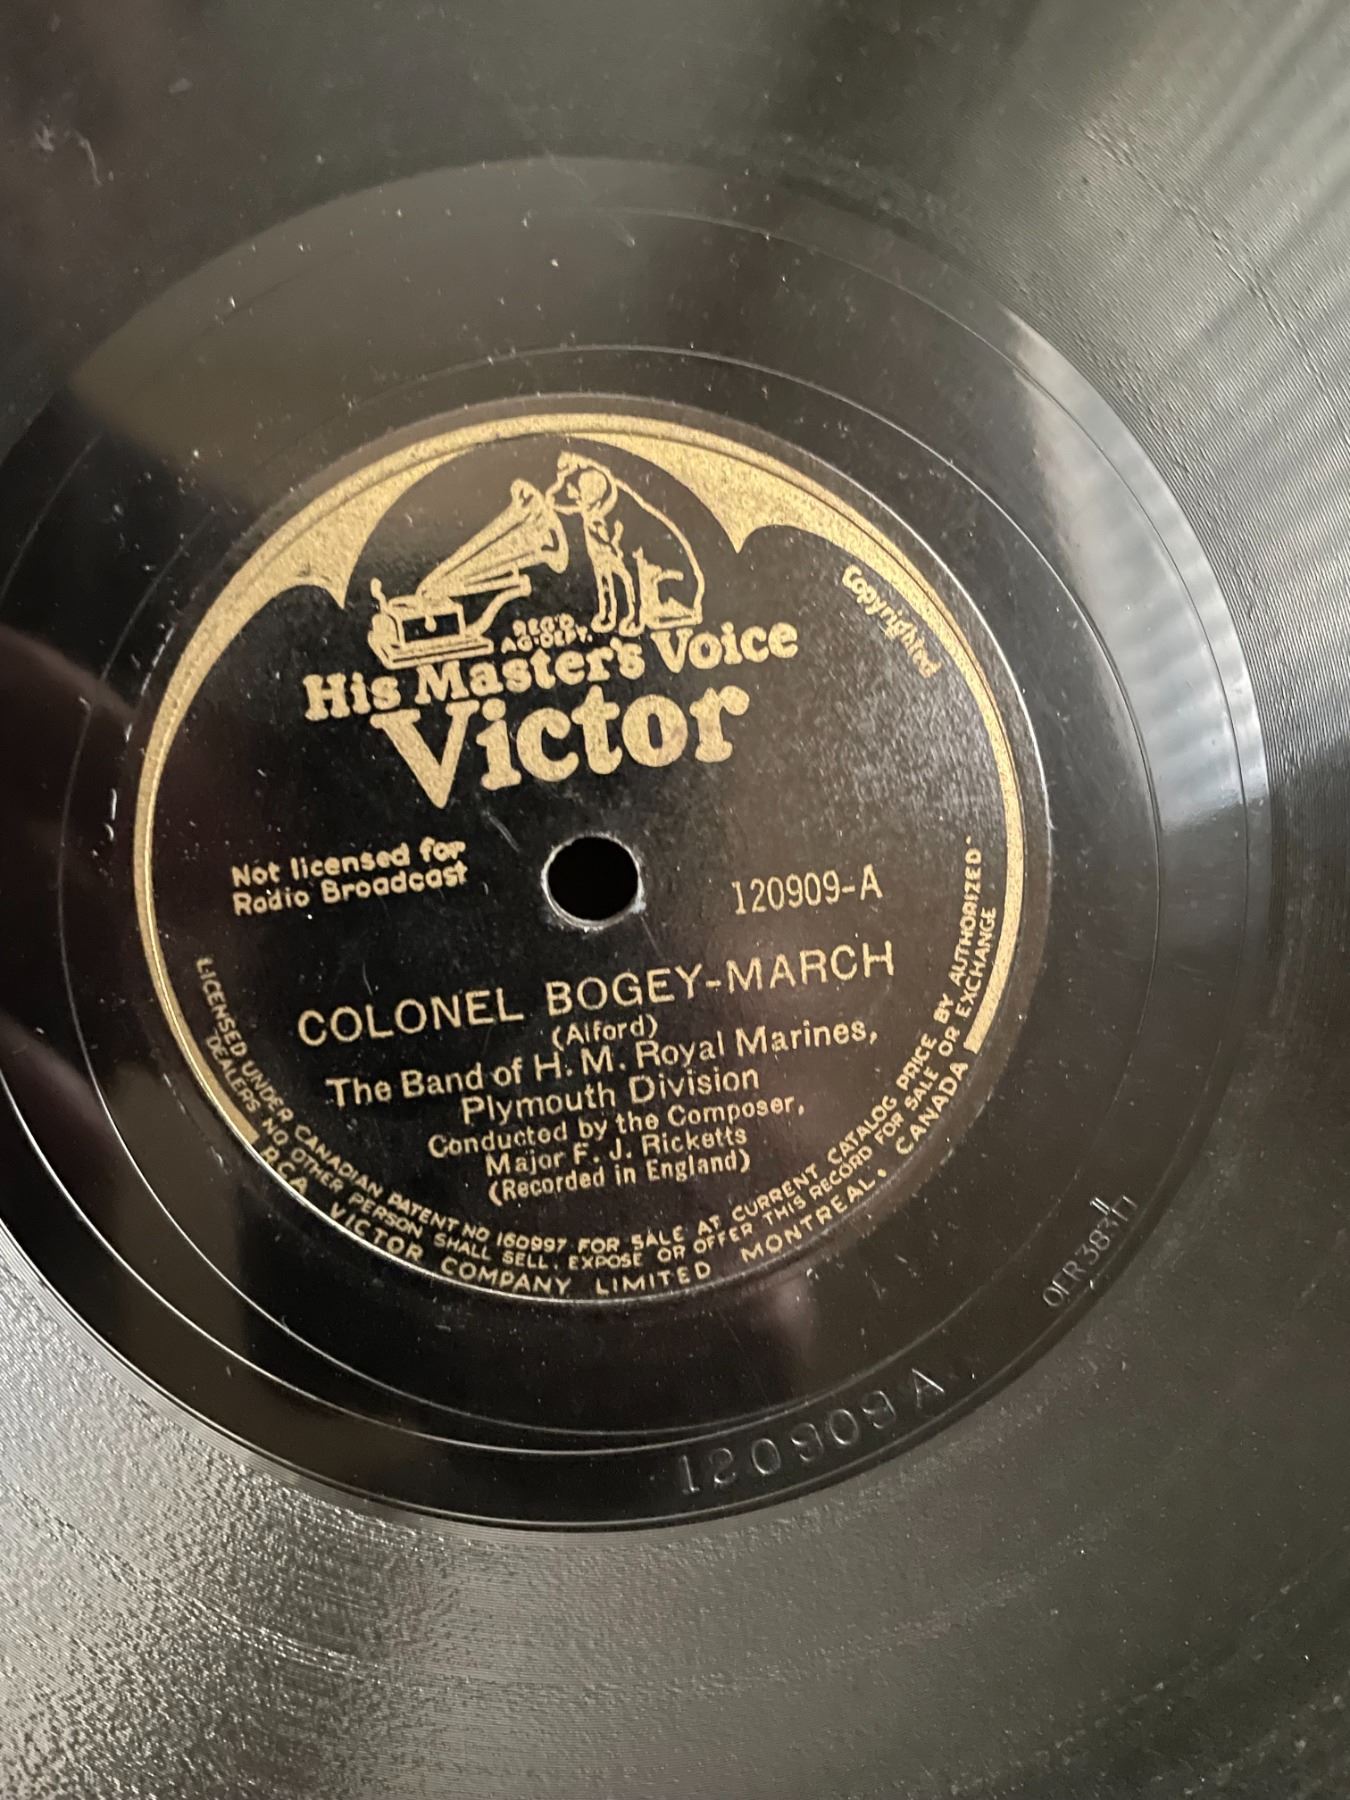 REG'D
AG-DEPT.
His Master's Voice
Victor
Copyrighted
Not licensed for
Radio Broadcast
120909-A
COLONEL BOGEY-MARCH
(Alford)
The Band of H. M. Royal Marines,
Plymouth Division
Conducted by the Composer,
Major F. J. Ricketts
(Recorded in England)
LICENSED UNDER CANADIAN PATENT NO 160997 FOR SALE AT CURRENT CATALOG PRICE BY AUTHORIZED
DEALERS NO OTHER PERSON SHALL SELL, EXPOSE OR OFFER THIS RECORD FOR SALE OR EXCHANGE
RCA VICTOR COMPANY LIMITED MONTREAL, CANADA
120909 A